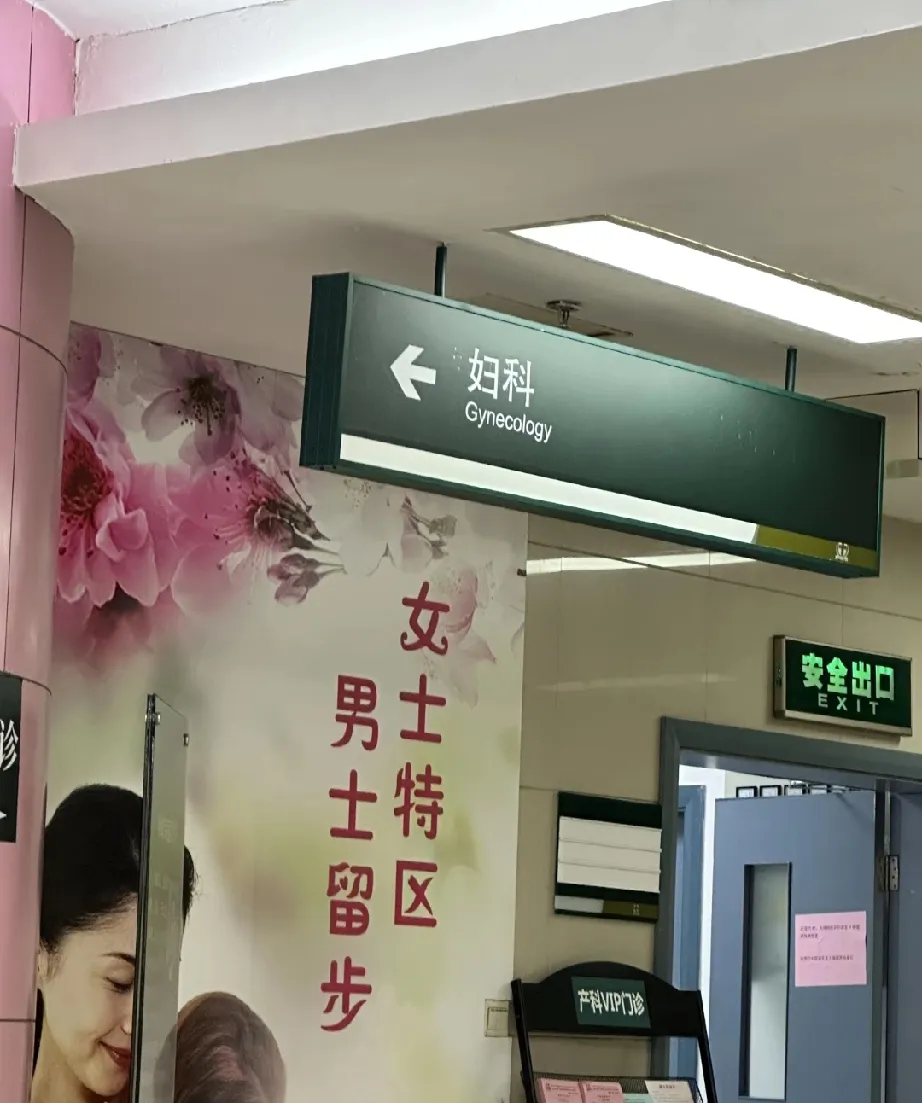 妇科
Gynecology
女士特区
男士留步
安全出口
EXIT
诊
产科VIP门诊